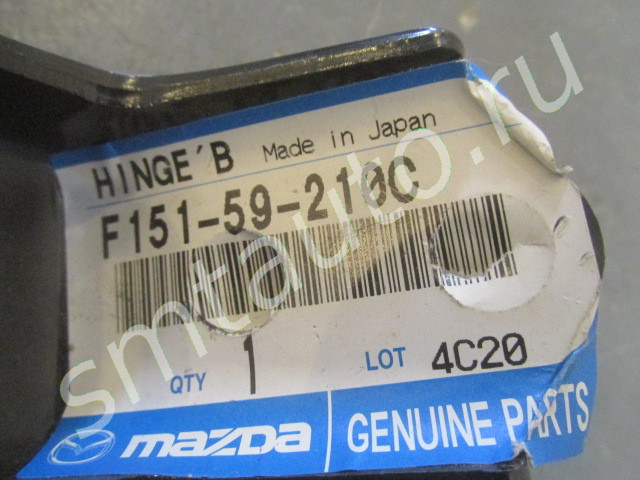 HINGE'B Made in Japan
F151-59-210C
QTY 1 LOT 4C20
mazda GENUINE PARTS
smtauto.ru